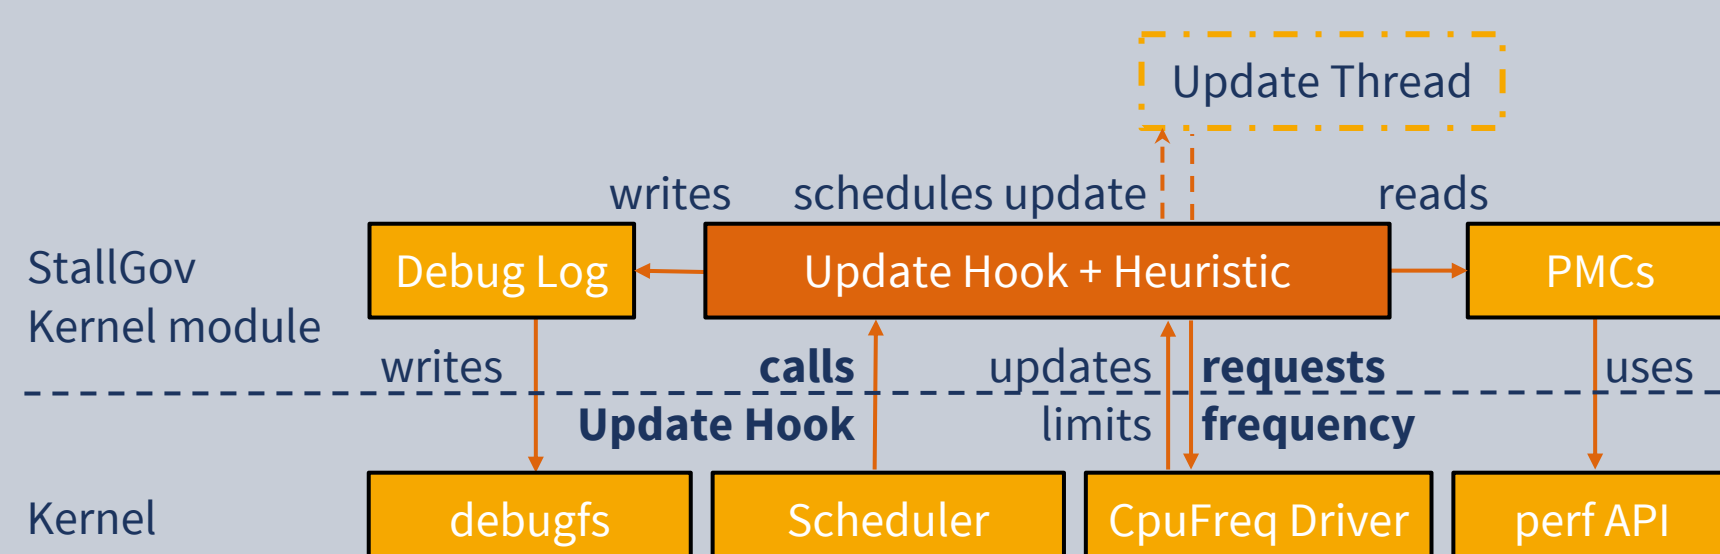 Update Thread
writes
schedules update
reads
StallGov
Kernel module
Debug Log
Update Hook + Heuristic
PMCs
writes
calls
Update Hook
updates
limits
requests
frequency
uses
Kernel
debugfs
Scheduler
CpuFreq Driver
perf API